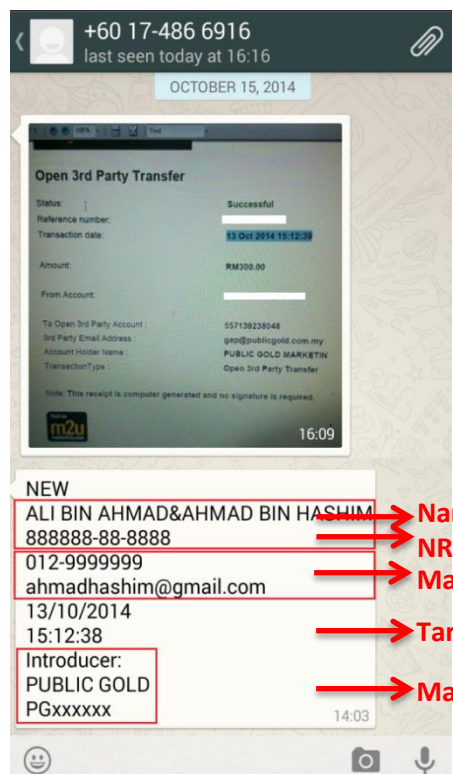 +60 17-486 6916
last seen today at 16:16
OCTOBER 15, 2014
100%
Find
Open 3rd Party Transfer
Status: Successful
Reference number:
Transaction date: 13 Oct 2014 15:12:39
Amount: RM300.00
From Account:
To Open 3rd Party Account : 557139238048
3rd Party Email Address : gap@publicgold.com.my
Account Holder Name : PUBLIC GOLD MARKETIN
TransactionType : Open 3rd Party Transfer
Note: This receipt is computer generated and no signature is required.
m2u
16:09
NEW
ALI BIN AHMAD&AHMAD BIN HASHIM
Nar
888888-88-8888
NR
012-9999999
Ma
ahmadhashim@gmail.com
13/10/2014
15:12:38
Tar
Introducer:
PUBLIC GOLD
Ma
PGxxxxxx
14:03